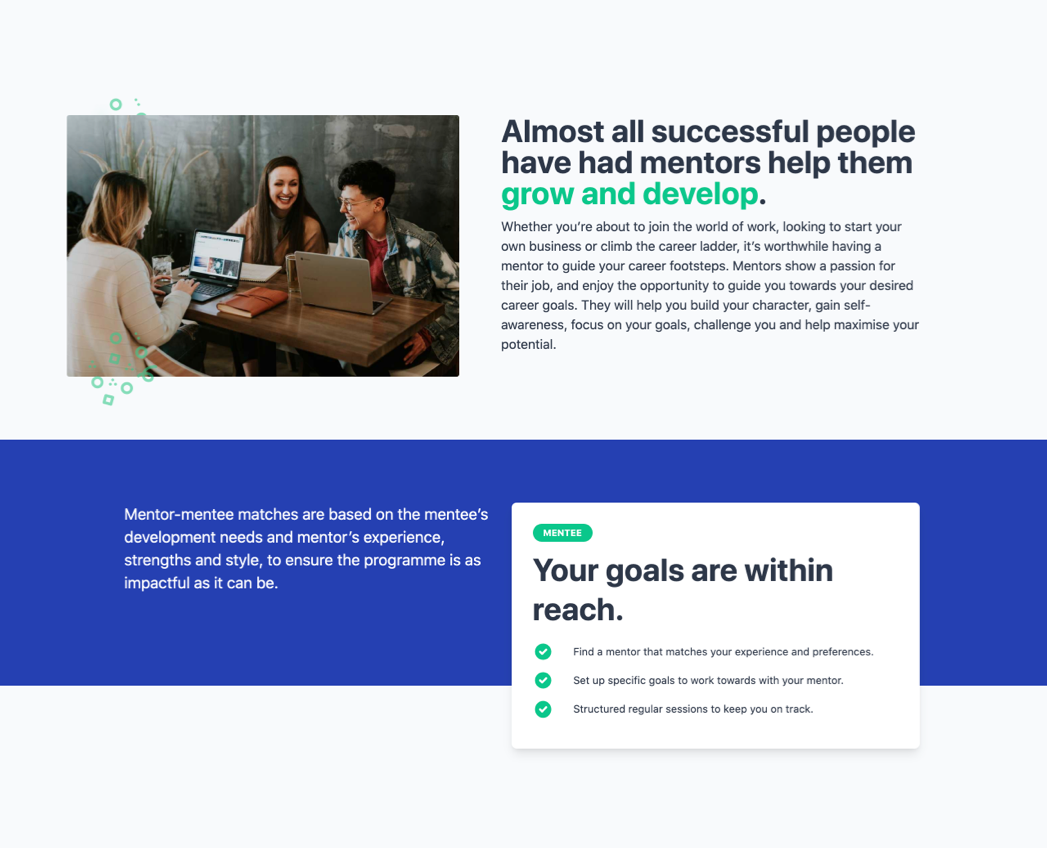 Almost all successful people
have had mentors help them
grow and develop.
Whether you’re about to join the world of work, looking to start your
own business or climb the career ladder, it’s worthwhile having a
mentor to guide your career footsteps. Mentors show a passion for
their job, and enjoy the opportunity to guide you towards your desired
career goals. They will help you build your character, gain self-
awareness, focus on your goals, challenge you and help maximise your
potential.
Mentor-mentee matches are based on the mentee’s
development needs and mentor’s experience,
strengths and style, to ensure the programme is as
impactful as it can be.
MENTEE
Your goals are within
reach.
Find a mentor that matches your experience and preferences.
Set up specific goals to work towards with your mentor.
Structured regular sessions to keep you on track.